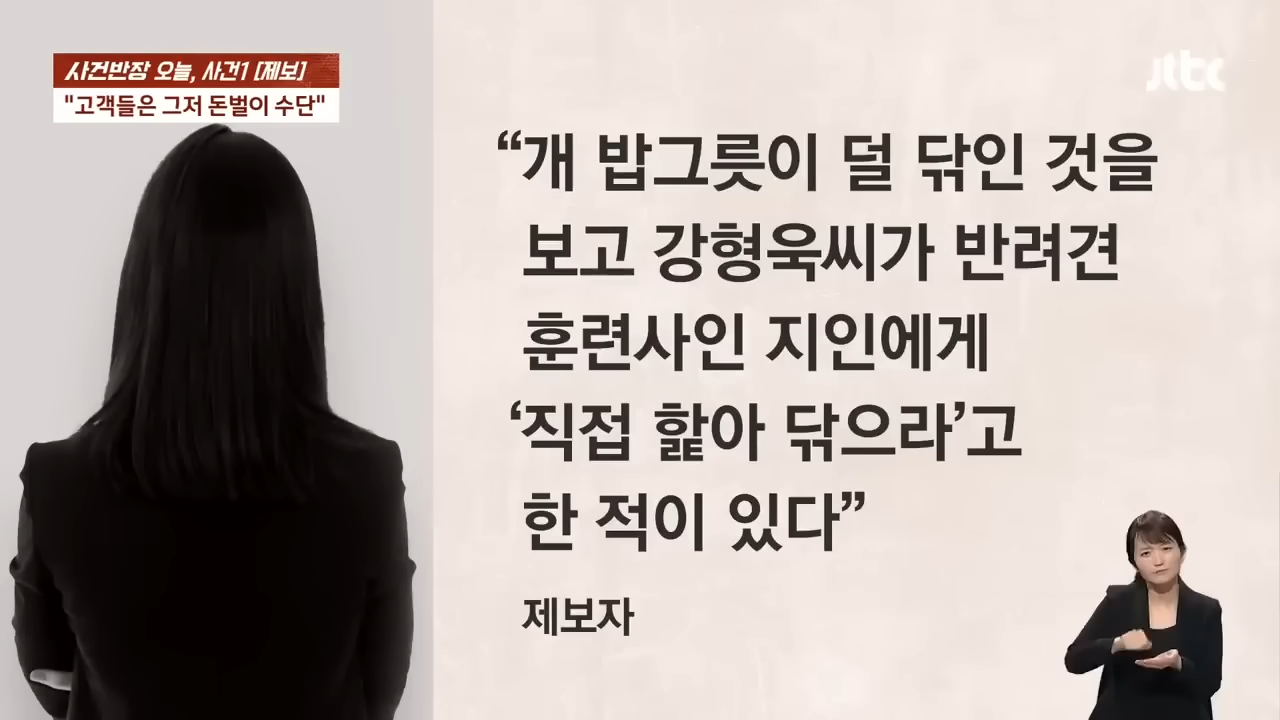 사건반장 오늘, 사건1 [제보]
"고객들은 그저 돈벌이 수단"
jtbc
“개 밥그릇이 덜 닦인 것을
보고 강형욱씨가 반려견
훈련사인 지인에게
‘직접 핥아 닦으라’고
한 적이 있다”
제보자